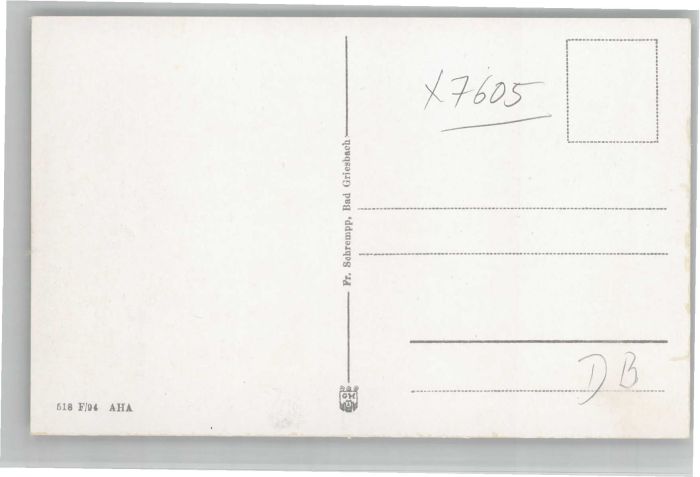 X7605
Fr. Schrempp, Bad Griesbach
DB
518 F/94 AHA